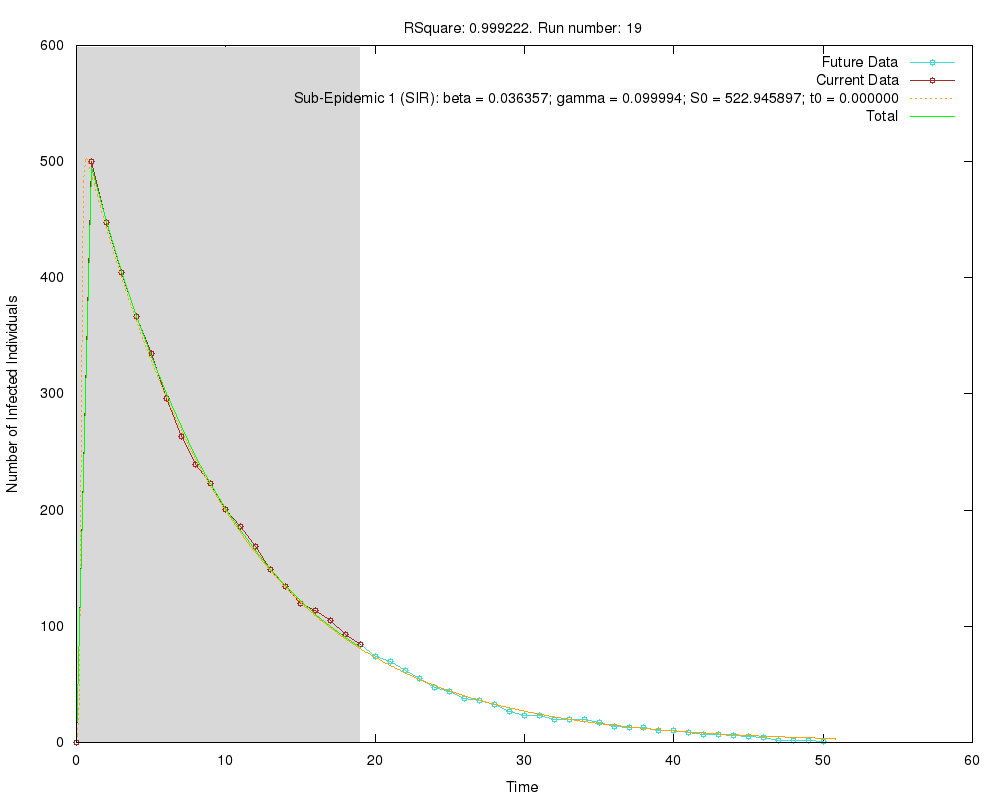 RSquare: 0.999222. Run number: 19
600
500
400
300
200
100
0
Number of Infected Individuals
Future Data
Current Data
Sub-Epidemic 1 (SIR): beta = 0.036357; gamma = 0.099994; S0 = 522.945897; t0 = 0.000000
Total
0 10 20 30 40 50 60
Time